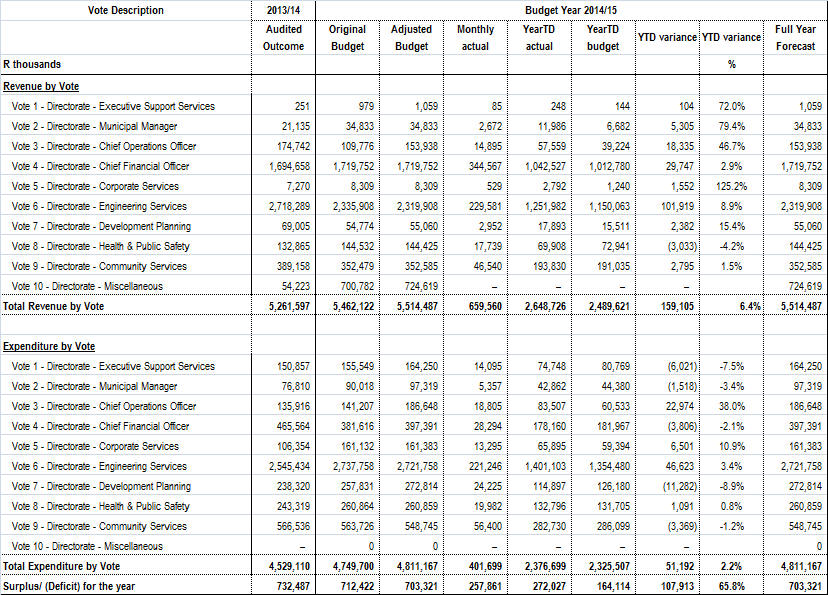 Vote Description 2013/14 Budget Year 2014/15
Audited Outcome Original Budget Adjusted Budget Monthly actual YearTD actual YearTD budget YTD variance YTD variance Full Year Forecast
R thousands %
Revenue by Vote
Vote 1 - Directorate - Executive Support Services 251 979 1,059 85 248 144 104 72.0% 1,059
Vote 2 - Directorate - Municipal Manager 21,135 34,833 34,833 2,672 11,986 6,682 5,305 79.4% 34,833
Vote 3 - Directorate - Chief Operations Officer 174,742 109,776 153,938 14,895 57,559 39,224 18,335 46.7% 153,938
Vote 4 - Directorate - Chief Financial Officer 1,694,658 1,719,752 1,719,752 344,567 1,042,527 1,012,780 29,747 2.9% 1,719,752
Vote 5 - Directorate - Corporate Services 7,270 8,309 8,309 529 2,792 1,240 1,552 125.2% 8,309
Vote 6 - Directorate - Engineering Services 2,718,289 2,335,908 2,319,908 229,581 1,251,982 1,150,063 101,919 8.9% 2,319,908
Vote 7 - Directorate - Development Planning 69,005 54,774 55,060 2,952 17,893 15,511 2,382 15.4% 55,060
Vote 8 - Directorate - Health & Public Safety 132,865 144,532 144,425 17,739 69,908 72,941 (3,033) -4.2% 144,425
Vote 9 - Directorate - Community Services 389,158 352,479 352,585 46,540 193,830 191,035 2,795 1.5% 352,585
Vote 10 - Directorate - Miscellaneous 54,223 700,782 724,619 – – – – 724,619
Total Revenue by Vote 5,261,597 5,462,122 5,514,487 659,560 2,648,726 2,489,621 159,105 6.4% 5,514,487
Expenditure by Vote
Vote 1 - Directorate - Executive Support Services 150,857 155,549 164,250 14,095 74,748 80,769 (6,021) -7.5% 164,250
Vote 2 - Directorate - Municipal Manager 76,810 90,018 97,319 5,357 42,862 44,380 (1,518) -3.4% 97,319
Vote 3 - Directorate - Chief Operations Officer 135,916 141,207 186,648 18,805 83,507 60,533 22,974 38.0% 186,648
Vote 4 - Directorate - Chief Financial Officer 465,564 381,616 397,391 28,294 178,160 181,967 (3,806) -2.1% 397,391
Vote 5 - Directorate - Corporate Services 106,354 161,132 161,383 13,295 65,895 59,394 6,501 10.9% 161,383
Vote 6 - Directorate - Engineering Services 2,545,434 2,737,758 2,721,758 221,246 1,401,103 1,354,480 46,623 3.4% 2,721,758
Vote 7 - Directorate - Development Planning 238,320 257,831 272,814 24,225 114,897 126,180 (11,282) -8.9% 272,814
Vote 8 - Directorate - Health & Public Safety 243,319 260,864 260,859 19,982 132,796 131,705 1,091 0.8% 260,859
Vote 9 - Directorate - Community Services 566,536 563,726 548,745 56,400 282,730 286,099 (3,369) -1.2% 548,745
Vote 10 - Directorate - Miscellaneous – 0 0 – – – – 0
Total Expenditure by Vote 4,529,110 4,749,700 4,811,167 401,699 2,376,699 2,325,507 51,192 2.2% 4,811,167
Surplus/ (Deficit) for the year 732,487 712,422 703,321 257,861 272,027 164,114 107,913 65.8% 703,321